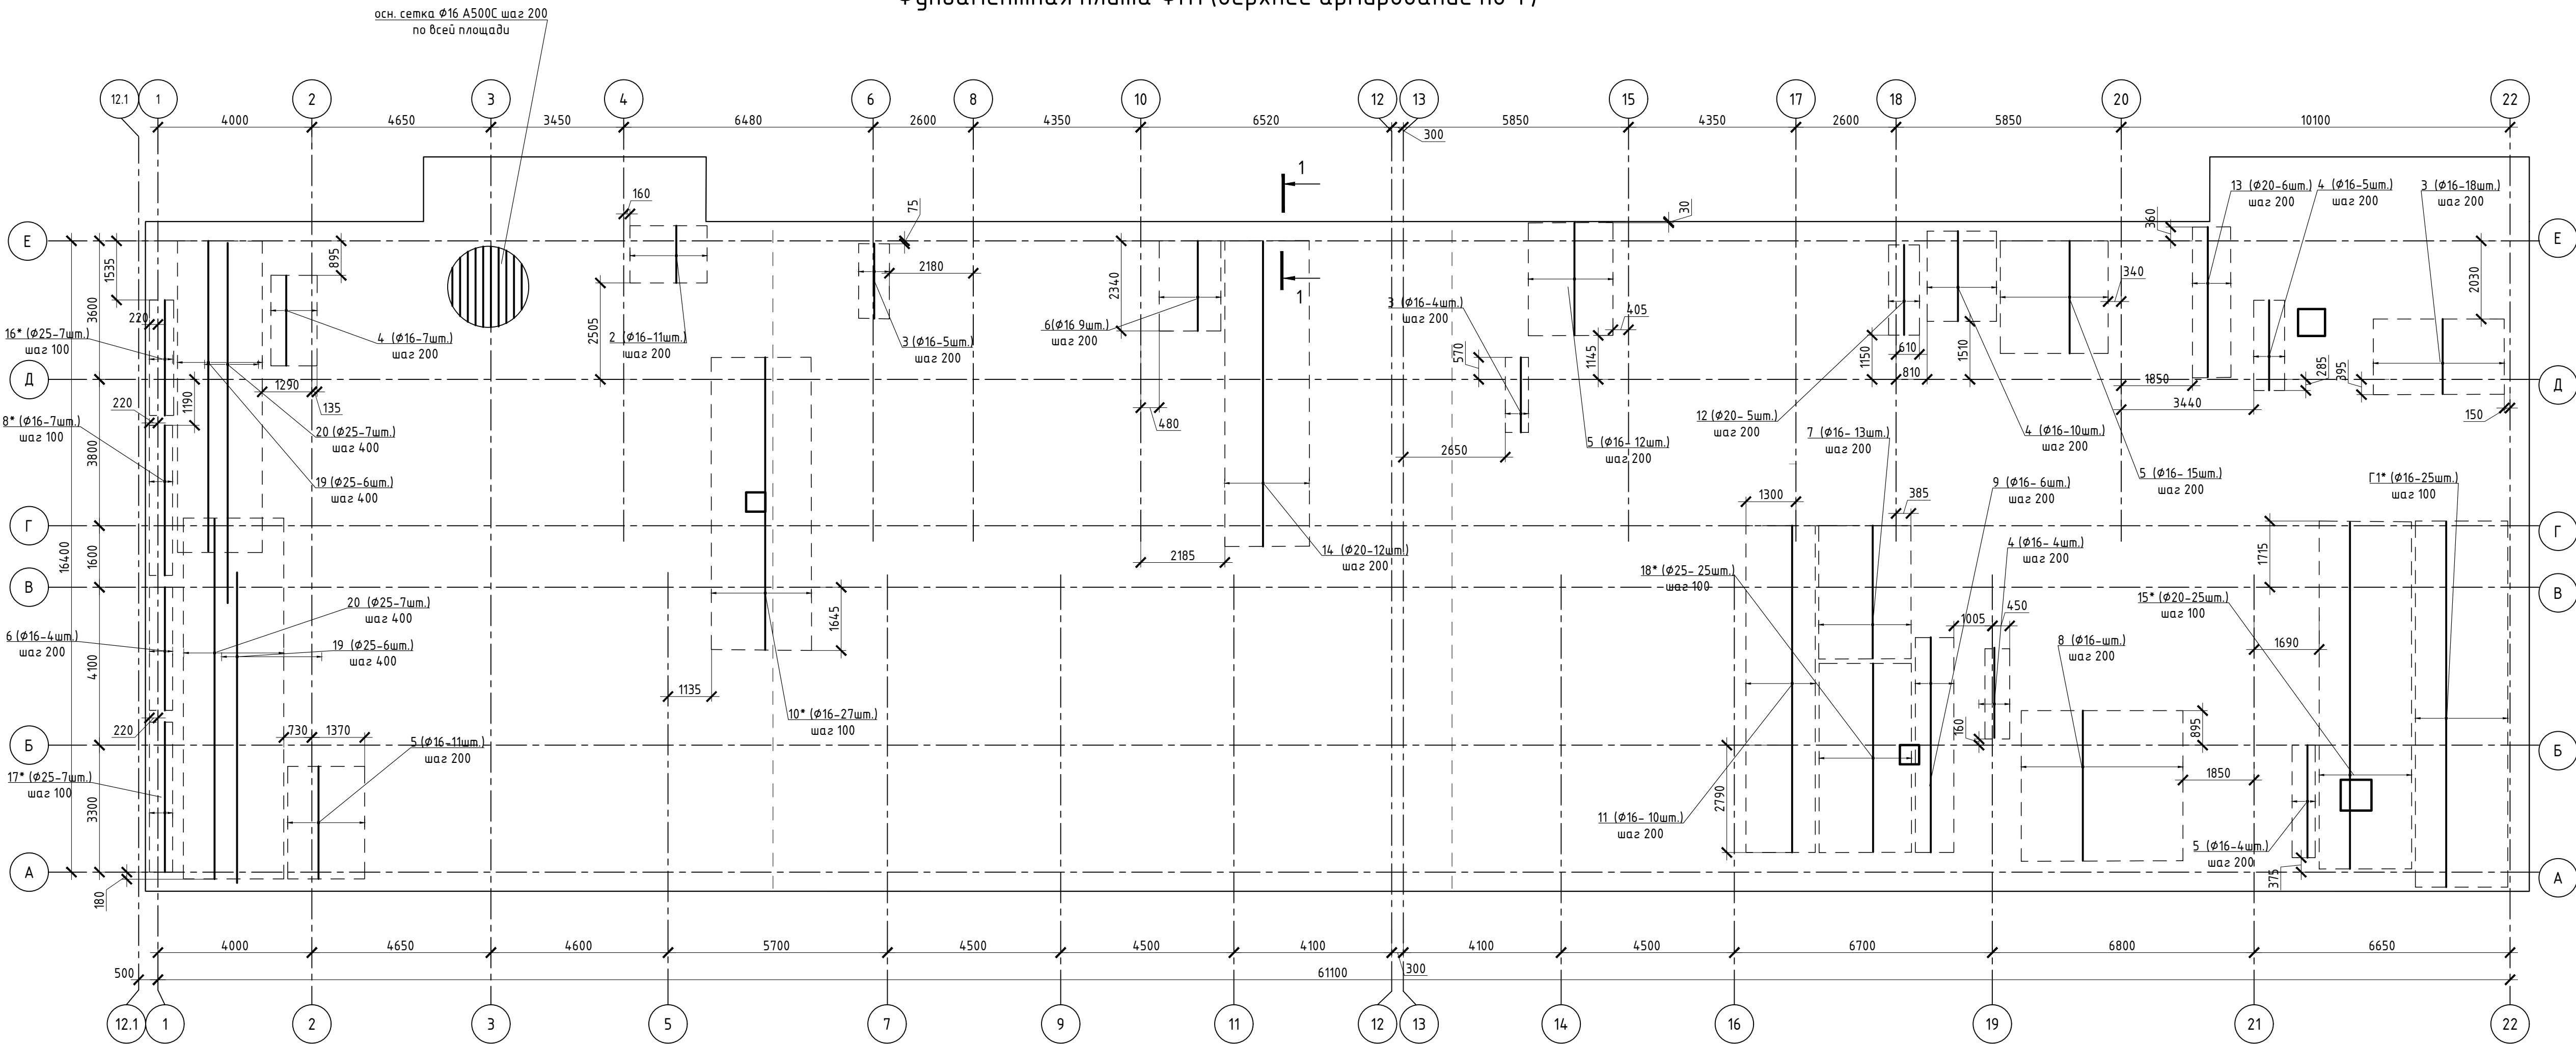 осн. сетка Ф16 А500С шаг 200
по всей площади
12.1
1
2
3
4
6
8
10
12
13
15
17
18
20
22
4000
4650
3450
6480
2600
4350
6520
300
5850
4350
2600
5850
10100
1
1
Е
Е
Д
Д
Г
Г
В
В
Б
Б
А
А
16400
3600
3800
1600
4100
3300
180
1535
220
16* (Ф25-7шт.)
шаг 100
220
1190
8* (Ф16-7шт.)
шаг 100
6 (Ф16-4шт.)
шаг 200
220
17* (Ф25-7шт.)
шаг 100
895
4 (Ф16-7шт.)
шаг 200
1290
135
20 (Ф25-7шт.)
шаг 400
19 (Ф25-6шт.)
шаг 400
20 (Ф25-7шт.)
шаг 400
19 (Ф25-6шт.)
шаг 400
730
1370
5 (Ф16-11шт.)
шаг 200
160
2505
2 (Ф16-11шт.)
шаг 200
75
2180
3 (Ф16-5шт.)
шаг 200
1645
1135
10* (Ф16-27шт.)
шаг 100
2340
6(Ф16 9шт.)
шаг 200
480
2185
14 (Ф20-12шт.)
шаг 200
3 (Ф16-4шт.)
шаг 200
570
2650
30
405
1145
5 (Ф16-12шт.)
шаг 200
1150
610
810
1510
12 (Ф20-5шт.)
шаг 200
7 (Ф16-13шт.)
шаг 200
4 (Ф16-10шт.)
шаг 200
340
5 (Ф16-15шт.)
шаг 200
360
13 (Ф20-6шт.)
шаг 200
4 (Ф16-5шт.)
шаг 200
3 (Ф16-18шт.)
шаг 200
2030
1850
3440
285
395
150
1300
385
9 (Ф16-6шт.)
шаг 200
4 (Ф16-4шт.)
шаг 200
18* (Ф25-25шт.)
шаг 100
1005
450
160
8 (Ф16-шт.)
шаг 200
895
1850
2790
11 (Ф16-10шт.)
шаг 200
Г1* (Ф16-25шт.)
шаг 100
1715
15* (Ф20-25шт.)
шаг 100
1690
5 (Ф16-4шт.)
шаг 200
375
4000
4650
4600
5700
4500
4500
4100
4100
4500
6700
6800
6650
500
61100
300
12.1
1
2
3
5
7
9
11
12
13
14
16
19
21
22